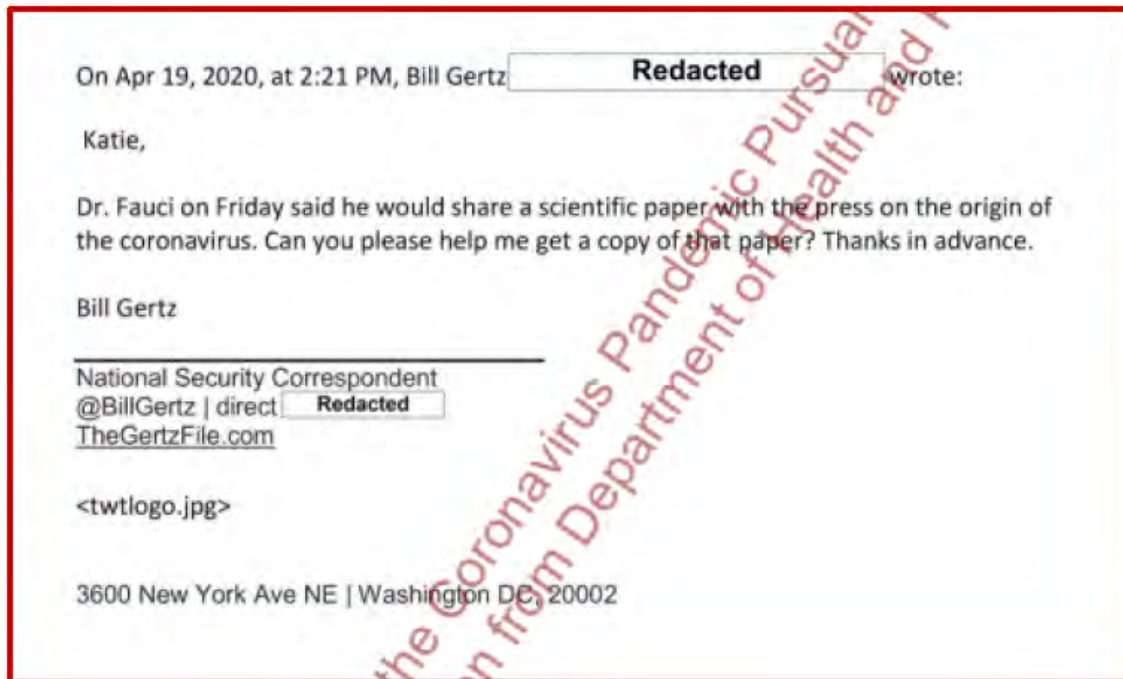 On Apr 19, 2020, at 2:21 PM, Bill Gertz Redacted wrote:
Katie,
Dr. Fauci on Friday said he would share a scientific paper with the press on the origin of
the coronavirus. Can you please help me get a copy of that paper? Thanks in advance.
Bill Gertz
National Security Correspondent
@BillGertz | direct Redacted
TheGertzFile.com
<twtlogo.jpg>
3600 New York Ave NE | Washington DC, 20002
the Coronavirus Pandemic
from Department of Health and